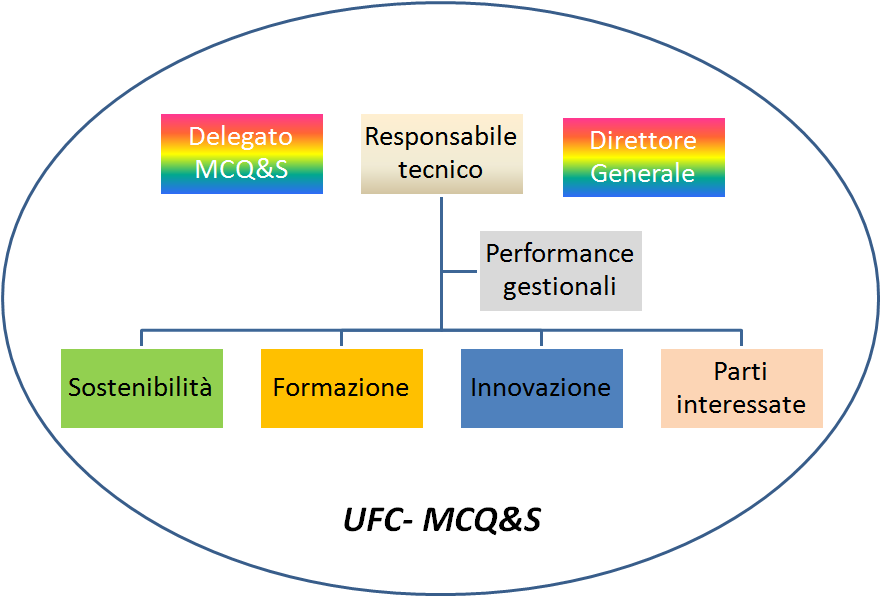 Delegato
MCQ&S
Responsabile
tecnico
Direttore
Generale
Performance
gestionali
Sostenibilità
Formazione
Innovazione
Parti
interessate
UFC- MCQ&S